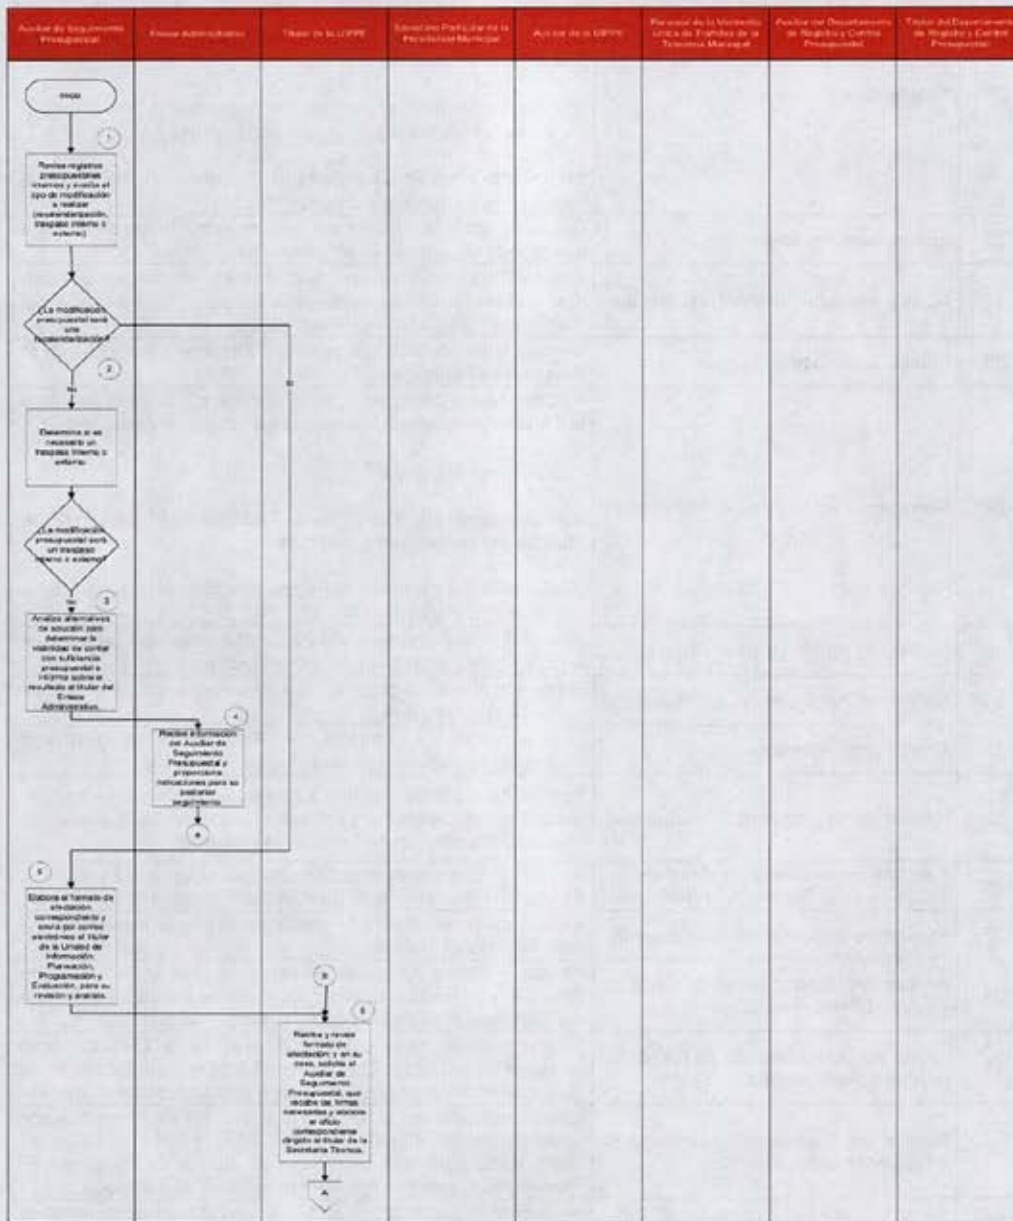 Auxiliar de Seguimiento
Presupuestal
Enlace Administrativo
Titular de la UIPPE
Secretario Particular de la
Presidencia Municipal
Auxiliar de la UIPPE
Personal de la Ventanilla
Única de Trámites de la
Tesorería Municipal
Auxiliar del Departamento
de Registro y Control
Presupuestal
Titular del Departamento
de Registro y Control
Presupuestal
Inicio
1
Revisa registros
presupuestales
internos y evalúa el
tipo de modificación
a realizar
(recalendarización,
traspaso interno o
externo)
¿La modificación
presupuestal será
una
recalendarización?
2
Si
No
Determina si es
necesario un
traspaso interno o
externo
¿La modificación
presupuestal será
un traspaso
interno o externo?
No
3
Analiza alternativas
de solución para
determinar la
viabilidad de contar
con suficiencia
presupuestal e
informa sobre el
resultado al titular del
Enlace
Administrativo.
4
Recibe información
del Auxiliar de
Seguimiento
Presupuestal y
proporciona
indicaciones para su
posterior
seguimiento
5
Elabora el formato de
afectación
correspondiente y
envía por correo
electrónico al titular
de la Unidad de
Información,
Planeación,
Programación y
Evaluación, para su
revisión y análisis.
6
Recibe y revisa
formato de
afectación; y en su
caso, solicita al
Auxiliar de
Seguimiento
Presupuestal, que
recabe las firmas
necesarias y elabore
el oficio
correspondiente
dirigido al titular de la
Secretaría Técnica.
A